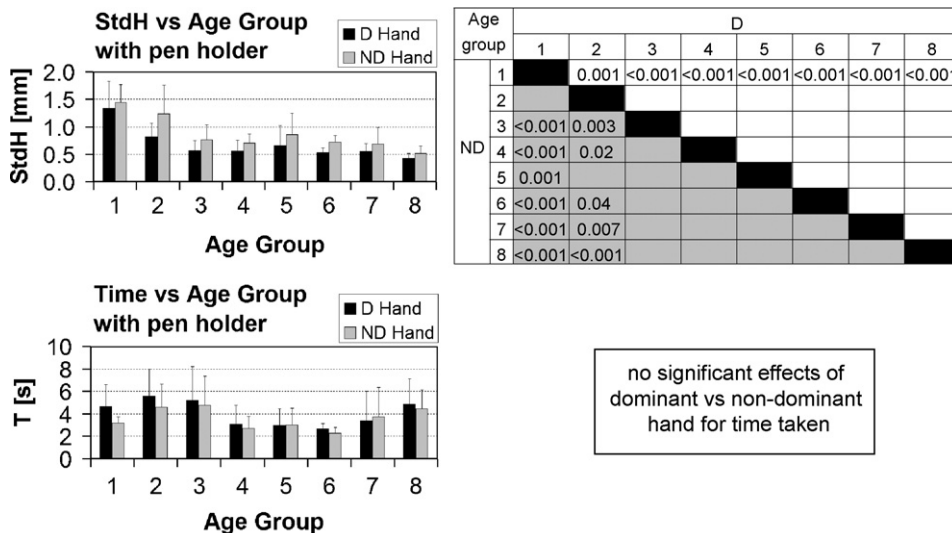 StdH vs Age Group
with pen holder
D Hand
ND Hand
StdH [mm]
2.0
1.5
1.0
0.5
0.0
1 2 3 4 5 6 7 8
Age Group
Age group D
1 2 3 4 5 6 7 8
ND
1 0.001 <0.001 <0.001 <0.001 <0.001 <0.001 <0.001
2
3 <0.001 0.003
4 <0.001 0.02
5 0.001
6 <0.001 0.04
7 <0.001 0.007
8 <0.001 <0.001
Time vs Age Group
with pen holder
D Hand
ND Hand
T [s]
10
8
6
4
2
0
1 2 3 4 5 6 7 8
Age Group
no significant effects of
dominant vs non-dominant
hand for time taken